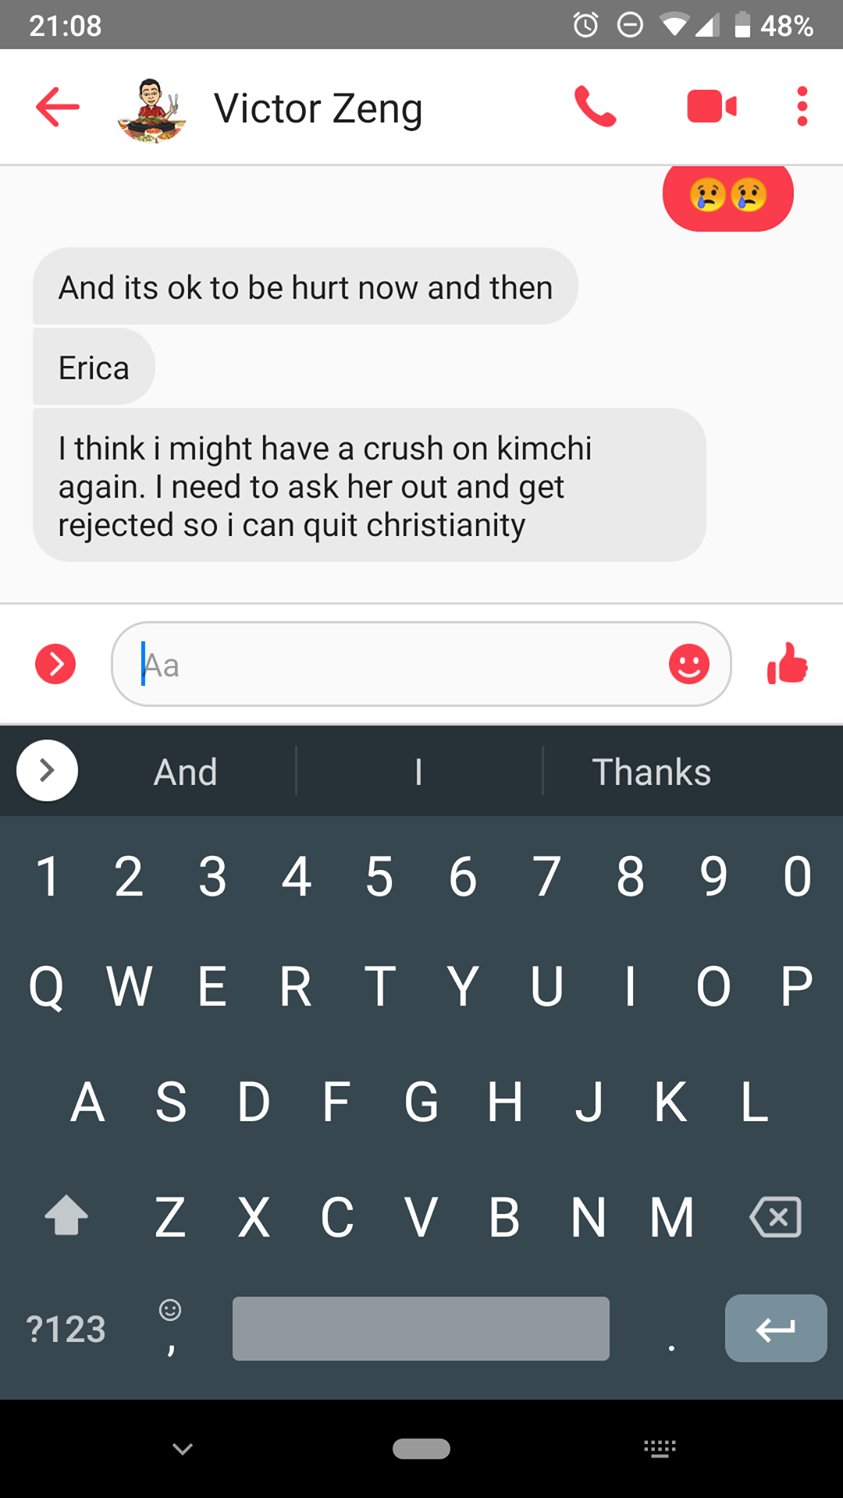 21:08 48%
Victor Zeng
😢😢
And its ok to be hurt now and then
Erica
I think i might have a crush on kimchi
again. I need to ask her out and get
rejected so i can quit christianity
Aa
And I Thanks
1 2 3 4 5 6 7 8 9 0
Q W E R T Y U I O P
A S D F G H J K L
Z X C V B N M
?123 , .